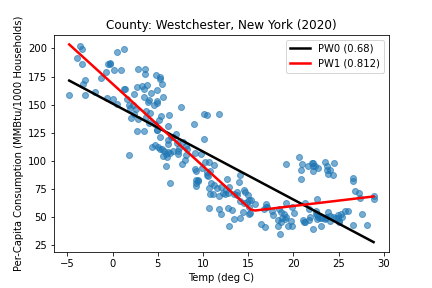 County: Westchester, New York (2020)
PW0 (0.68)
PW1 (0.812)
Per-Capita Consumption (MMBtu/1000 Households)
200
175
150
125
100
75
50
25
−5 0 5 10 15 20 25 30
Temp (deg C)